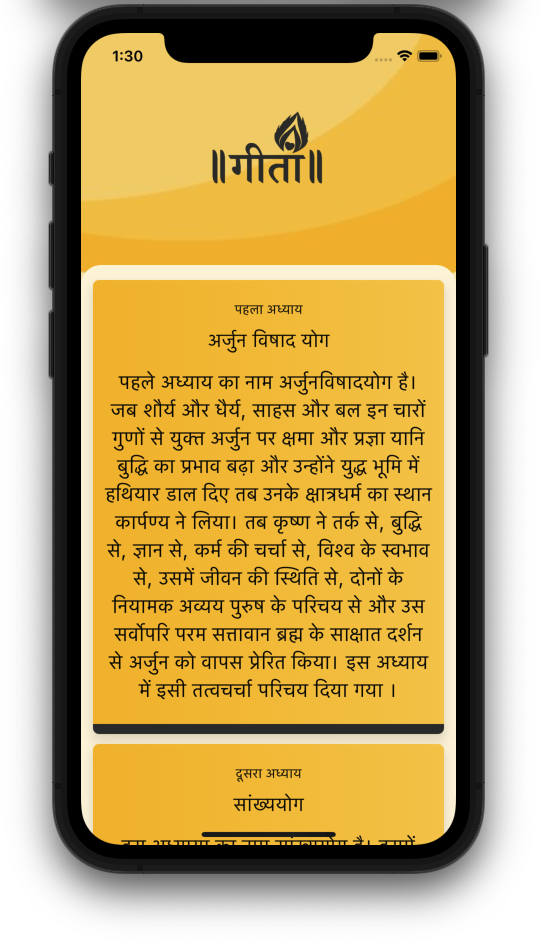 1:30
॥गीता॥
पहला अध्याय
अर्जुन विषाद योग
पहले अध्याय का नाम अर्जुनविषादयोग है।
जब शौर्य और धैर्य, साहस और बल इन चारों
गुणों से युक्त अर्जुन पर क्षमा और प्रज्ञा यानि
बुद्धि का प्रभाव बढ़ा और उन्होंने युद्ध भूमि में
हथियार डाल दिए तब उनके क्षात्रधर्म का स्थान
कार्पण्य ने लिया। तब कृष्ण ने तर्क से, बुद्धि
से, ज्ञान से, कर्म की चर्चा से, विश्व के स्वभाव
से, उसमें जीवन की स्थिति से, दोनों के
नियामक अव्यय पुरुष के परिचय से और उस
सर्वोपरि परम सत्तावान ब्रह्म के साक्षात दर्शन
से अर्जुन को वापस प्रेरित किया। इस अध्याय
में इसी तत्वचर्चा परिचय दिया गया ।
दूसरा अध्याय
सांख्ययोग